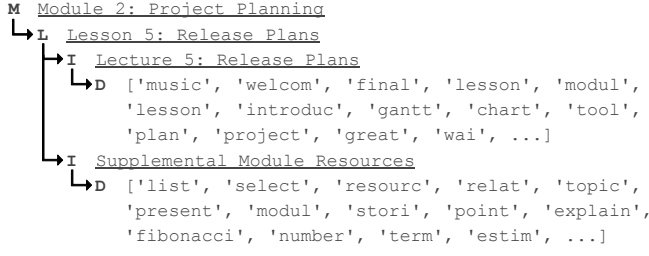 M Module 2: Project Planning
L Lesson 5: Release Plans
I Lecture 5: Release Plans
D ['music', 'welcom', 'final', 'lesson', 'modul',
'lesson', 'introduc', 'gantt', 'chart', 'tool',
'plan', 'project', 'great', 'wai', ...]
I Supplemental Module Resources
D ['list', 'select', 'resourc', 'relat', 'topic',
'present', 'modul', 'stori', 'point', 'explain',
'fibonacci', 'number', 'term', 'estim', ...]